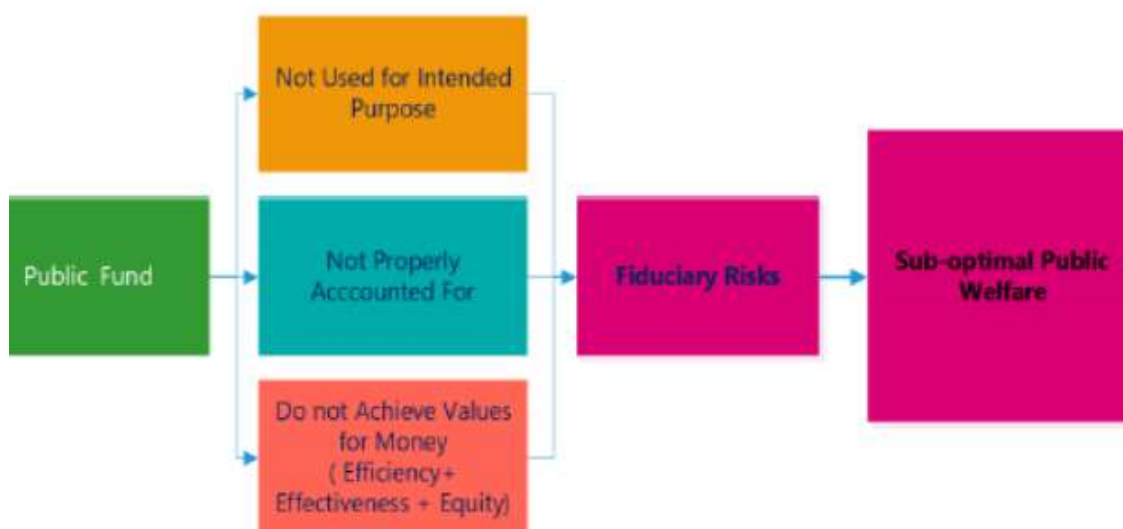 Not Used for Intended
Purpose
Public Fund
Not Properly
Acccounted For
Fiduciary Risks
Sub-optimal Public
Welfare
Do not Achieve Values
for Money
( Efficiency+
Effectiveness + Equity)